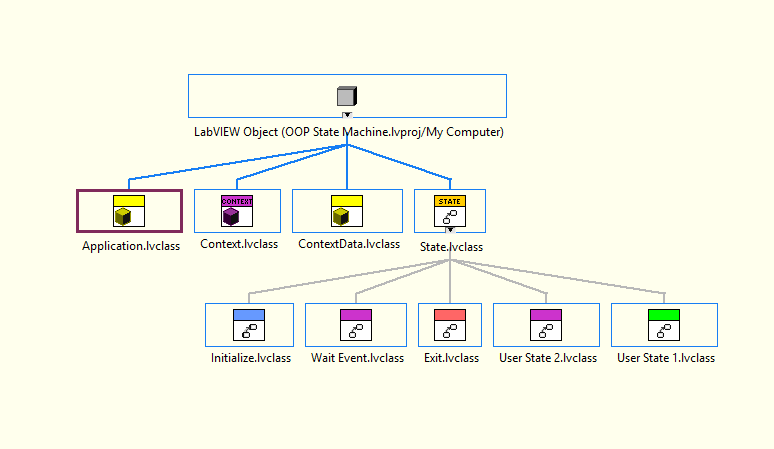 LabVIEW Object (OOP State Machine.lvproj/My Computer)
CONTEXT
STATE
Application.lvclass
Context.lvclass
ContextData.lvclass
State.lvclass
Initialize.lvclass
Wait Event.lvclass
Exit.lvclass
User State 2.lvclass
User State 1.lvclass